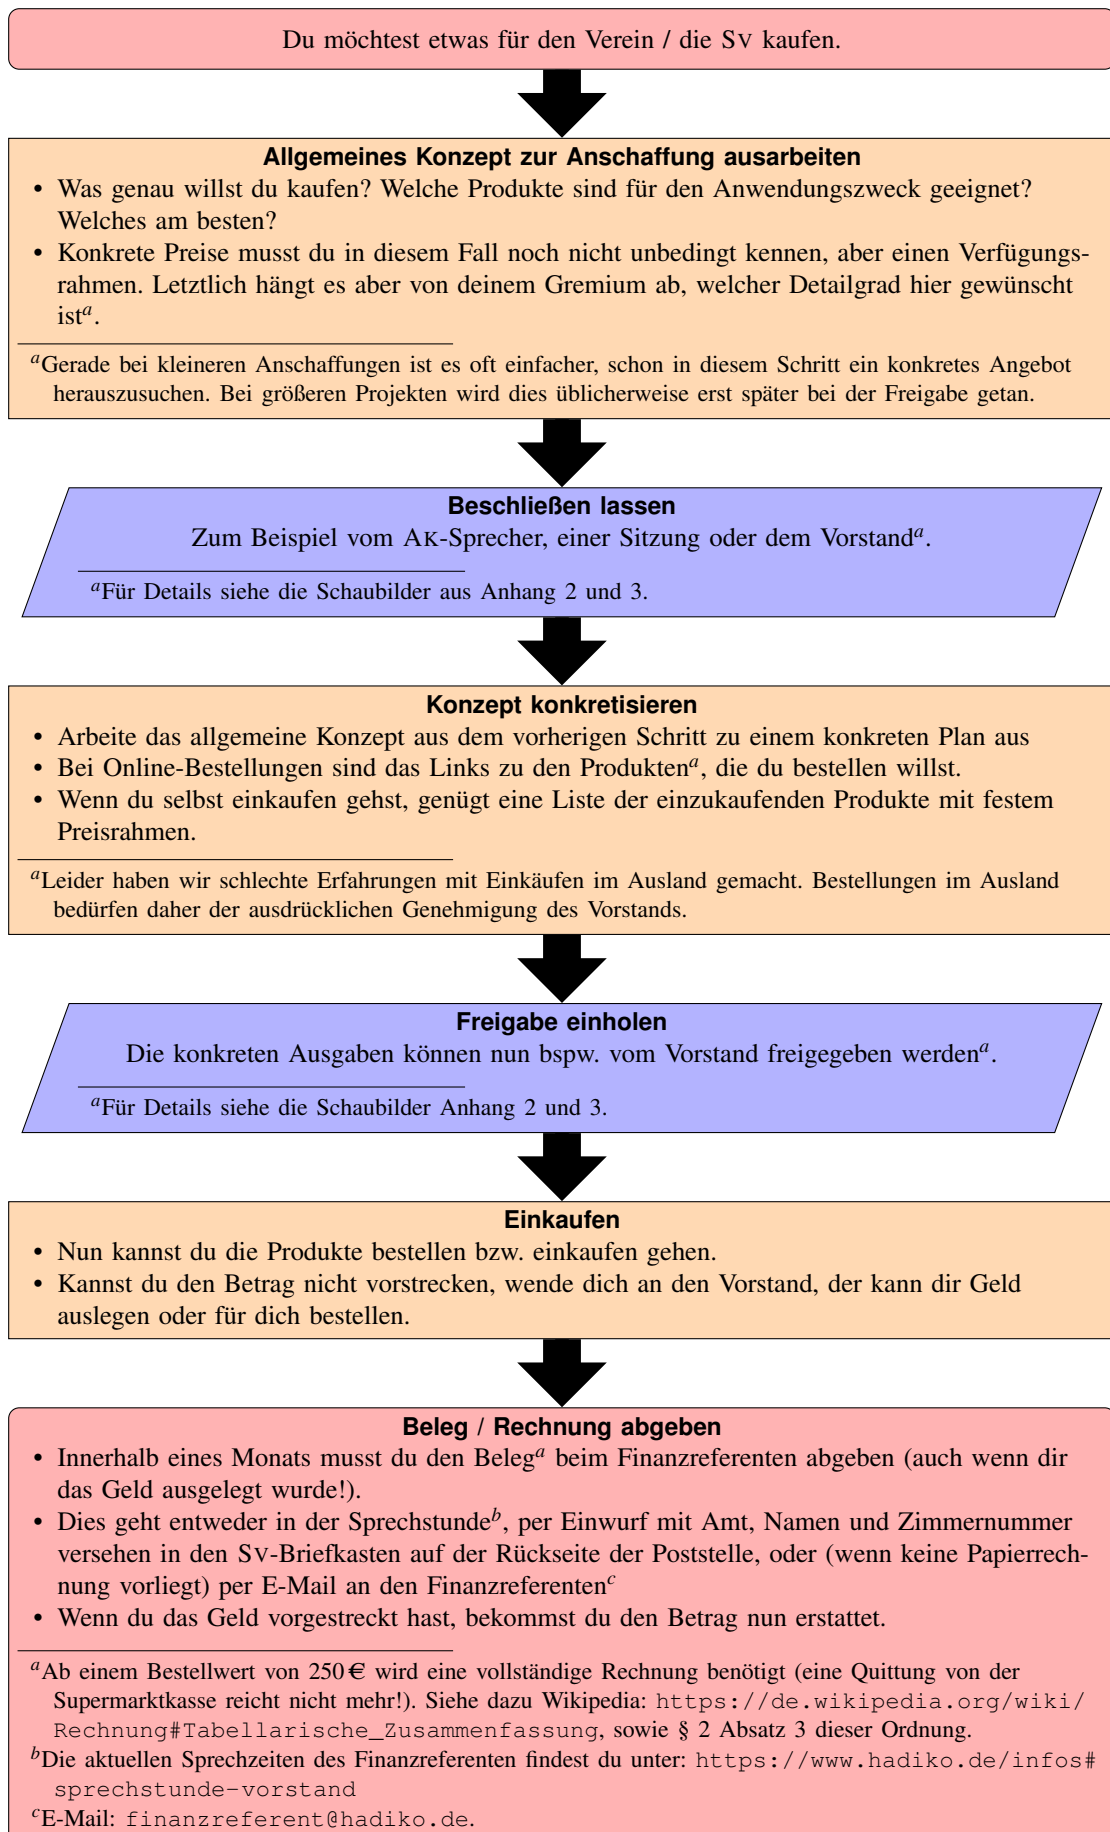 Du möchtest etwas für den Verein / die SV kaufen.
Allgemeines Konzept zur Anschaffung ausarbeiten
• Was genau willst du kaufen? Welche Produkte sind für den Anwendungszweck geeignet?
Welches am besten?
• Konkrete Preise musst du in diesem Fall noch nicht unbedingt kennen, aber einen Verfügungs-
rahmen. Letztlich hängt es aber von deinem Gremium ab, welcher Detailgrad hier gewünscht
ist^a.
^aGerade bei kleineren Anschaffungen ist es oft einfacher, schon in diesem Schritt ein konkretes Angebot
herauszusuchen. Bei größeren Projekten wird dies üblicherweise erst später bei der Freigabe getan.
Beschließen lassen
Zum Beispiel vom AK-Sprecher, einer Sitzung oder dem Vorstand^a.
^aFür Details siehe die Schaubilder aus Anhang 2 und 3.
Konzept konkretisieren
• Arbeite das allgemeine Konzept aus dem vorherigen Schritt zu einem konkreten Plan aus
• Bei Online-Bestellungen sind das Links zu den Produkten^a, die du bestellen willst.
• Wenn du selbst einkaufen gehst, genügt eine Liste der einzukaufenden Produkte mit festem
Preisrahmen.
^aLeider haben wir schlechte Erfahrungen mit Einkäufen im Ausland gemacht. Bestellungen im Ausland
bedürfen daher der ausdrücklichen Genehmigung des Vorstands.
Freigabe einholen
Die konkreten Ausgaben können nun bspw. vom Vorstand freigegeben werden^a.
^aFür Details siehe die Schaubilder Anhang 2 und 3.
Einkaufen
• Nun kannst du die Produkte bestellen bzw. einkaufen gehen.
• Kannst du den Betrag nicht vorstrecken, wende dich an den Vorstand, der kann dir Geld
auslegen oder für dich bestellen.
Beleg / Rechnung abgeben
• Innerhalb eines Monats musst du den Beleg^a beim Finanzreferenten abgeben (auch wenn dir
das Geld ausgelegt wurde!).
• Dies geht entweder in der Sprechstunde^b, per Einwurf mit Amt, Namen und Zimmernummer
versehen in den SV-Briefkasten auf der Rückseite der Poststelle, oder (wenn keine Papierrech-
nung vorliegt) per E-Mail an den Finanzreferenten^c
• Wenn du das Geld vorgestreckt hast, bekommst du den Betrag nun erstattet.
^aAb einem Bestellwert von 250 € wird eine vollständige Rechnung benötigt (eine Quittung von der
Supermarktkasse reicht nicht mehr!). Siehe dazu Wikipedia: https://de.wikipedia.org/wiki/
Rechnung#Tabellarische_Zusammenfassung, sowie § 2 Absatz 3 dieser Ordnung.
^bDie aktuellen Sprechzeiten des Finanzreferenten findest du unter: https://www.hadiko.de/infos#
sprechstunde-vorstand
^cE-Mail: finanzreferent@hadiko.de.